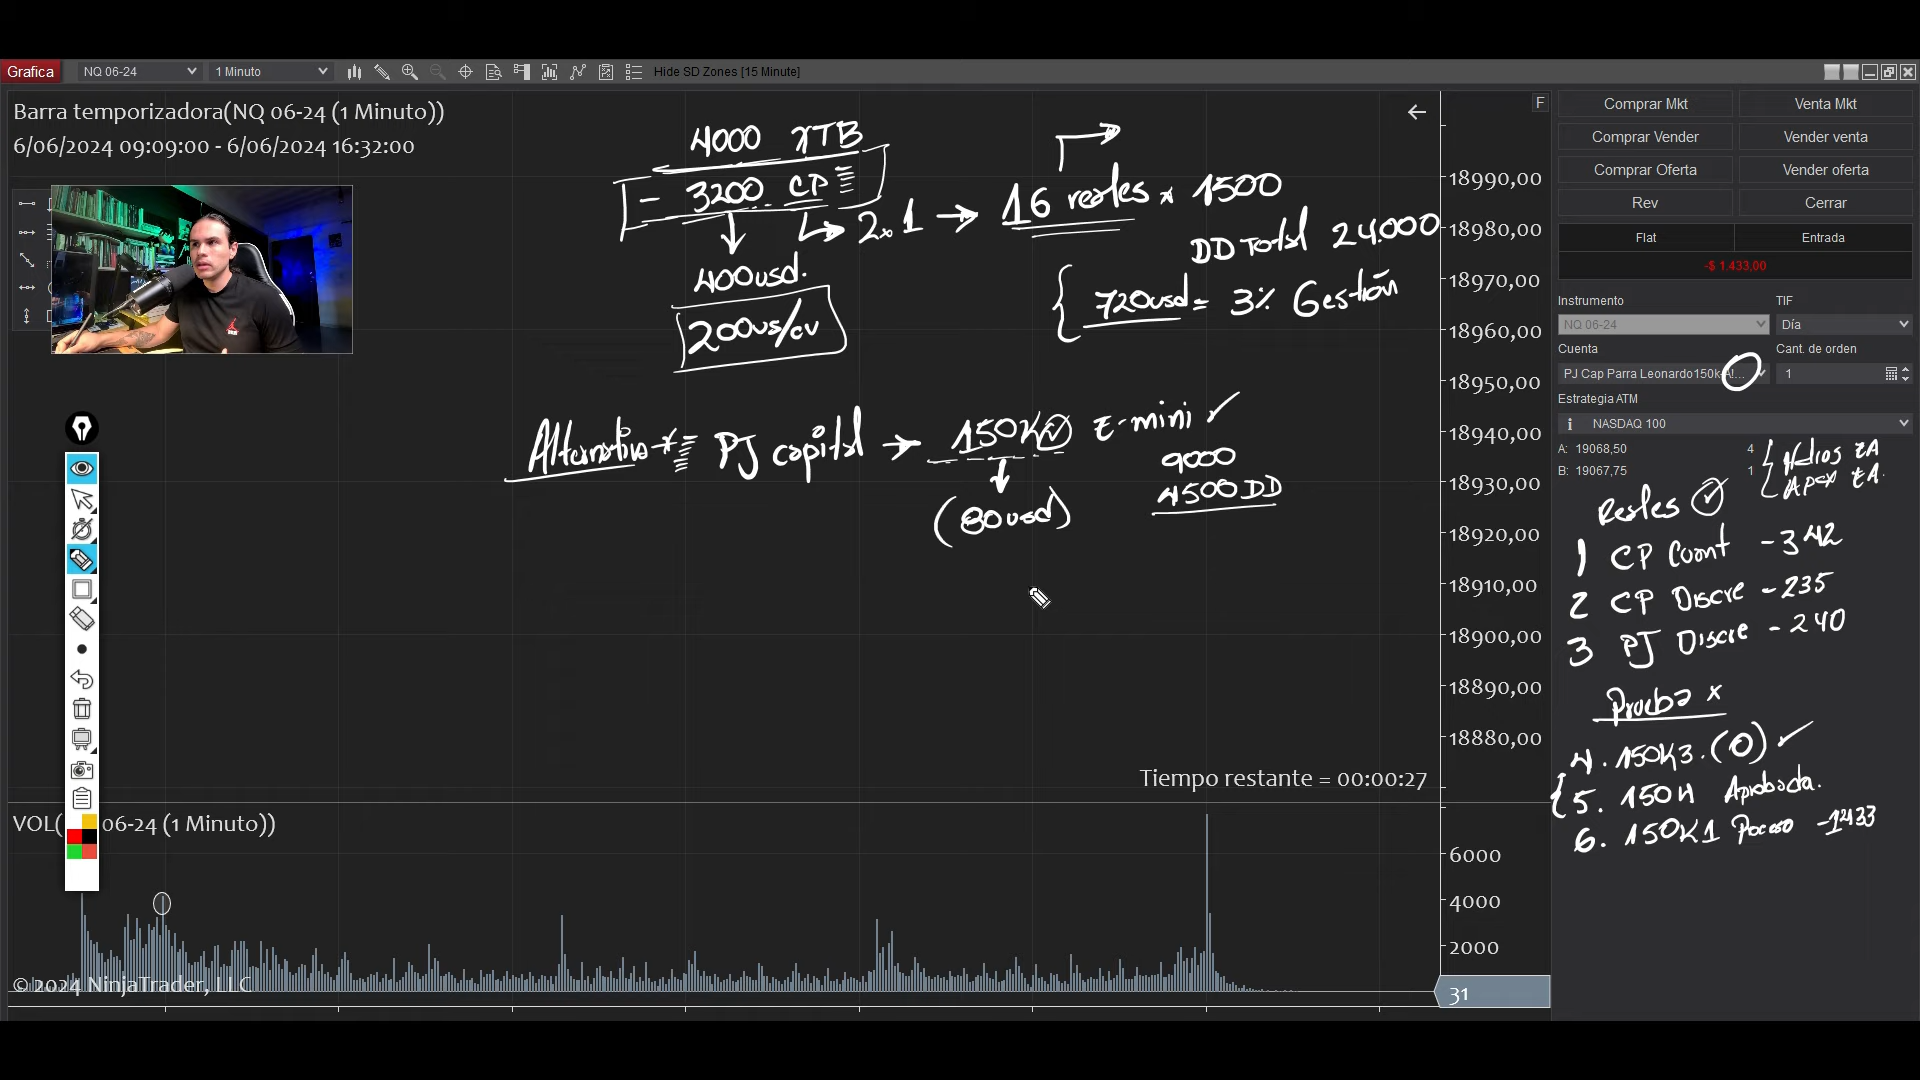 Grafica
NQ 06-24
1 Minuto
Hide SD Zones [15 Minute]
Barra temporizadora(NQ 06-24 (1 Minuto))
6/06/2024 09:09:00 - 6/06/2024 16:32:00
F
4000 XTB
- 3200 CP
2x1 → 16 reales x 1500
DD Total 24.000
400usd.
200us/cu
720usd = 3% Gestión
Alternativa * PJ capital → 150K E-mini ✓
9000
4500 DD
(80usd)
18990,00
18980,00
18970,00
18960,00
18950,00
18940,00
18930,00
18920,00
18910,00
18900,00
18890,00
18880,00
Tiempo restante = 00:00:27
VOL( 06-24 (1 Minuto))
6000
4000
2000
31
© 2024 NinjaTrader, LLC
Comprar Mkt
Venta Mkt
Comprar Vender
Vender venta
Comprar Oferta
Vender oferta
Rev
Cerrar
Flat
Entrada
-$ 1.433,00
Instrumento
TIF
NQ 06-24
Día
Cuenta
Cant. de orden
PJ Cap Parra Leonardo150k-A!...
1
Estrategia ATM
NASDAQ 100
A: 19068,50
4
B: 19067,75
1
Helios EA
Apex EA.
Reales ✓
1 CP Cuant -342
2 CP Discre -235
3 PJ Discre -240
Prueba x
4. 150K3. (0) ✓
5. 150K Aprobada.
6. 150K1 Proceso -1433